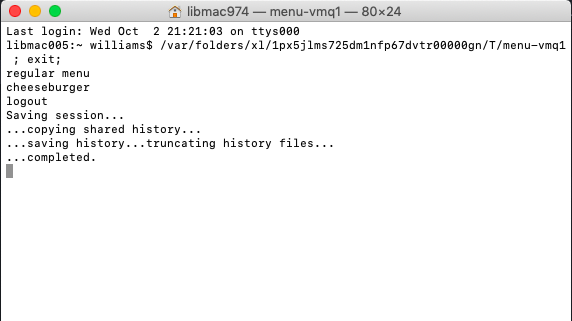 libmac974 — menu-vmq1 — 80×24
Last login: Wed Oct  2 21:21:03 on ttys000
libmac005:~ williams$ /var/folders/xl/1px5jlms725dm1nfp67dvtr00000gn/T/menu-vmq1
 ; exit;
regular menu
cheeseburger
logout
Saving session...
...copying shared history...
...saving history...truncating history files...
...completed.